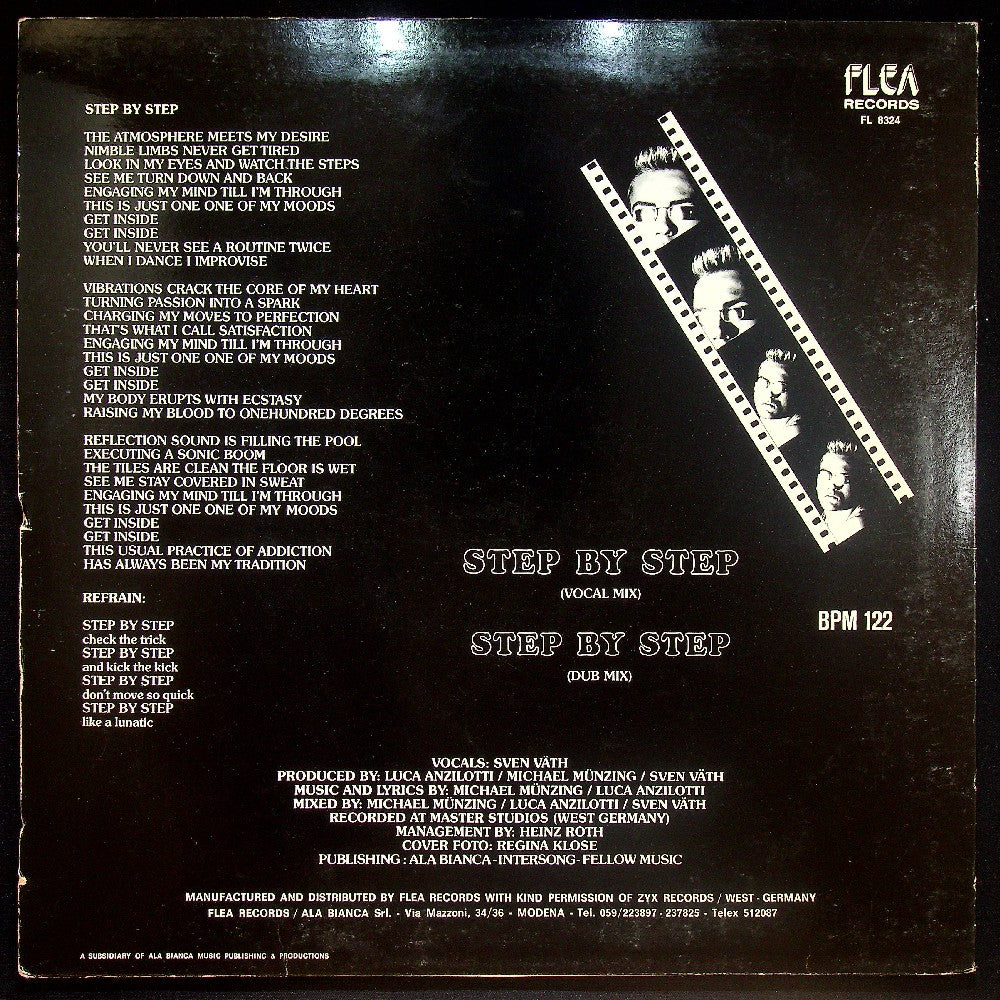 FLEA
RECORDS
FL 8324
STEP BY STEP
THE ATMOSPHERE MEETS MY DESIRE
NIMBLE LIMBS NEVER GET TIRED
LOOK IN MY EYES AND WATCH.THE STEPS
SEE ME TURN DOWN AND BACK
ENGAGING MY MIND TILL I'M THROUGH
THIS IS JUST ONE ONE OF MY MOODS
GET INSIDE
GET INSIDE
YOU'LL NEVER SEE A ROUTINE TWICE
WHEN I DANCE I IMPROVISE
VIBRATIONS CRACK THE CORE OF MY HEART
TURNING PASSION INTO A SPARK
CHARGING MY MOVES TO PERFECTION
THAT'S WHAT I CALL SATISFACTION
ENGAGING MY MIND TILL I'M THROUGH
THIS IS JUST ONE ONE OF MY MOODS
GET INSIDE
GET INSIDE
MY BODY ERUPTS WITH ECSTASY
RAISING MY BLOOD TO ONEHUNDRED DEGREES
REFLECTION SOUND IS FILLING THE POOL
EXECUTING A SONIC BOOM
THE TILES ARE CLEAN THE FLOOR IS WET
SEE ME STAY COVERED IN SWEAT
ENGAGING MY MIND TILL I'M THROUGH
THIS IS JUST ONE ONE OF MY MOODS
GET INSIDE
GET INSIDE
THIS USUAL PRACTICE OF ADDICTION
HAS ALWAYS BEEN MY TRADITION
REFRAIN:
STEP BY STEP
check the trick
STEP BY STEP
and kick the kick
STEP BY STEP
don't move so quick
STEP BY STEP
like a lunatic
STEP BY STEP
(VOCAL MIX)
STEP BY STEP
(DUB MIX)
BPM 122
VOCALS: SVEN VÄTH
PRODUCED BY: LUCA ANZILOTTI / MICHAEL MÜNZING / SVEN VÄTH
MUSIC AND LYRICS BY: MICHAEL MÜNZING / LUCA ANZILOTTI
MIXED BY: MICHAEL MÜNZING / LUCA ANZILOTTI / SVEN VÄTH
RECORDED AT MASTER STUDIOS (WEST GERMANY)
MANAGEMENT BY: HEINZ ROTH
COVER FOTO: REGINA KLOSE
PUBLISHING : ALA BIANCA - INTERSONG - FELLOW MUSIC
MANUFACTURED AND DISTRIBUTED BY FLEA RECORDS WITH KIND PERMISSION OF ZYX RECORDS / WEST - GERMANY
FLEA RECORDS / ALA BIANCA Srl. - Via Mazzoni, 34/36 - MODENA - Tel. 059/223897 - 237825 - Telex 512087
A SUBSIDIARY OF ALA BIANCA MUSIC PUBLISHING & PRODUCTIONS